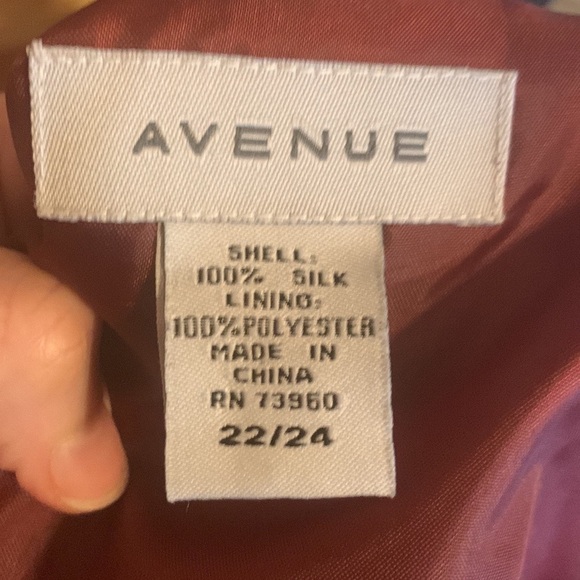 AVENUE
SHELL:
100% SILK
LINING:
100%POLYESTER
MADE IN
CHINA
RN 73960
22/24